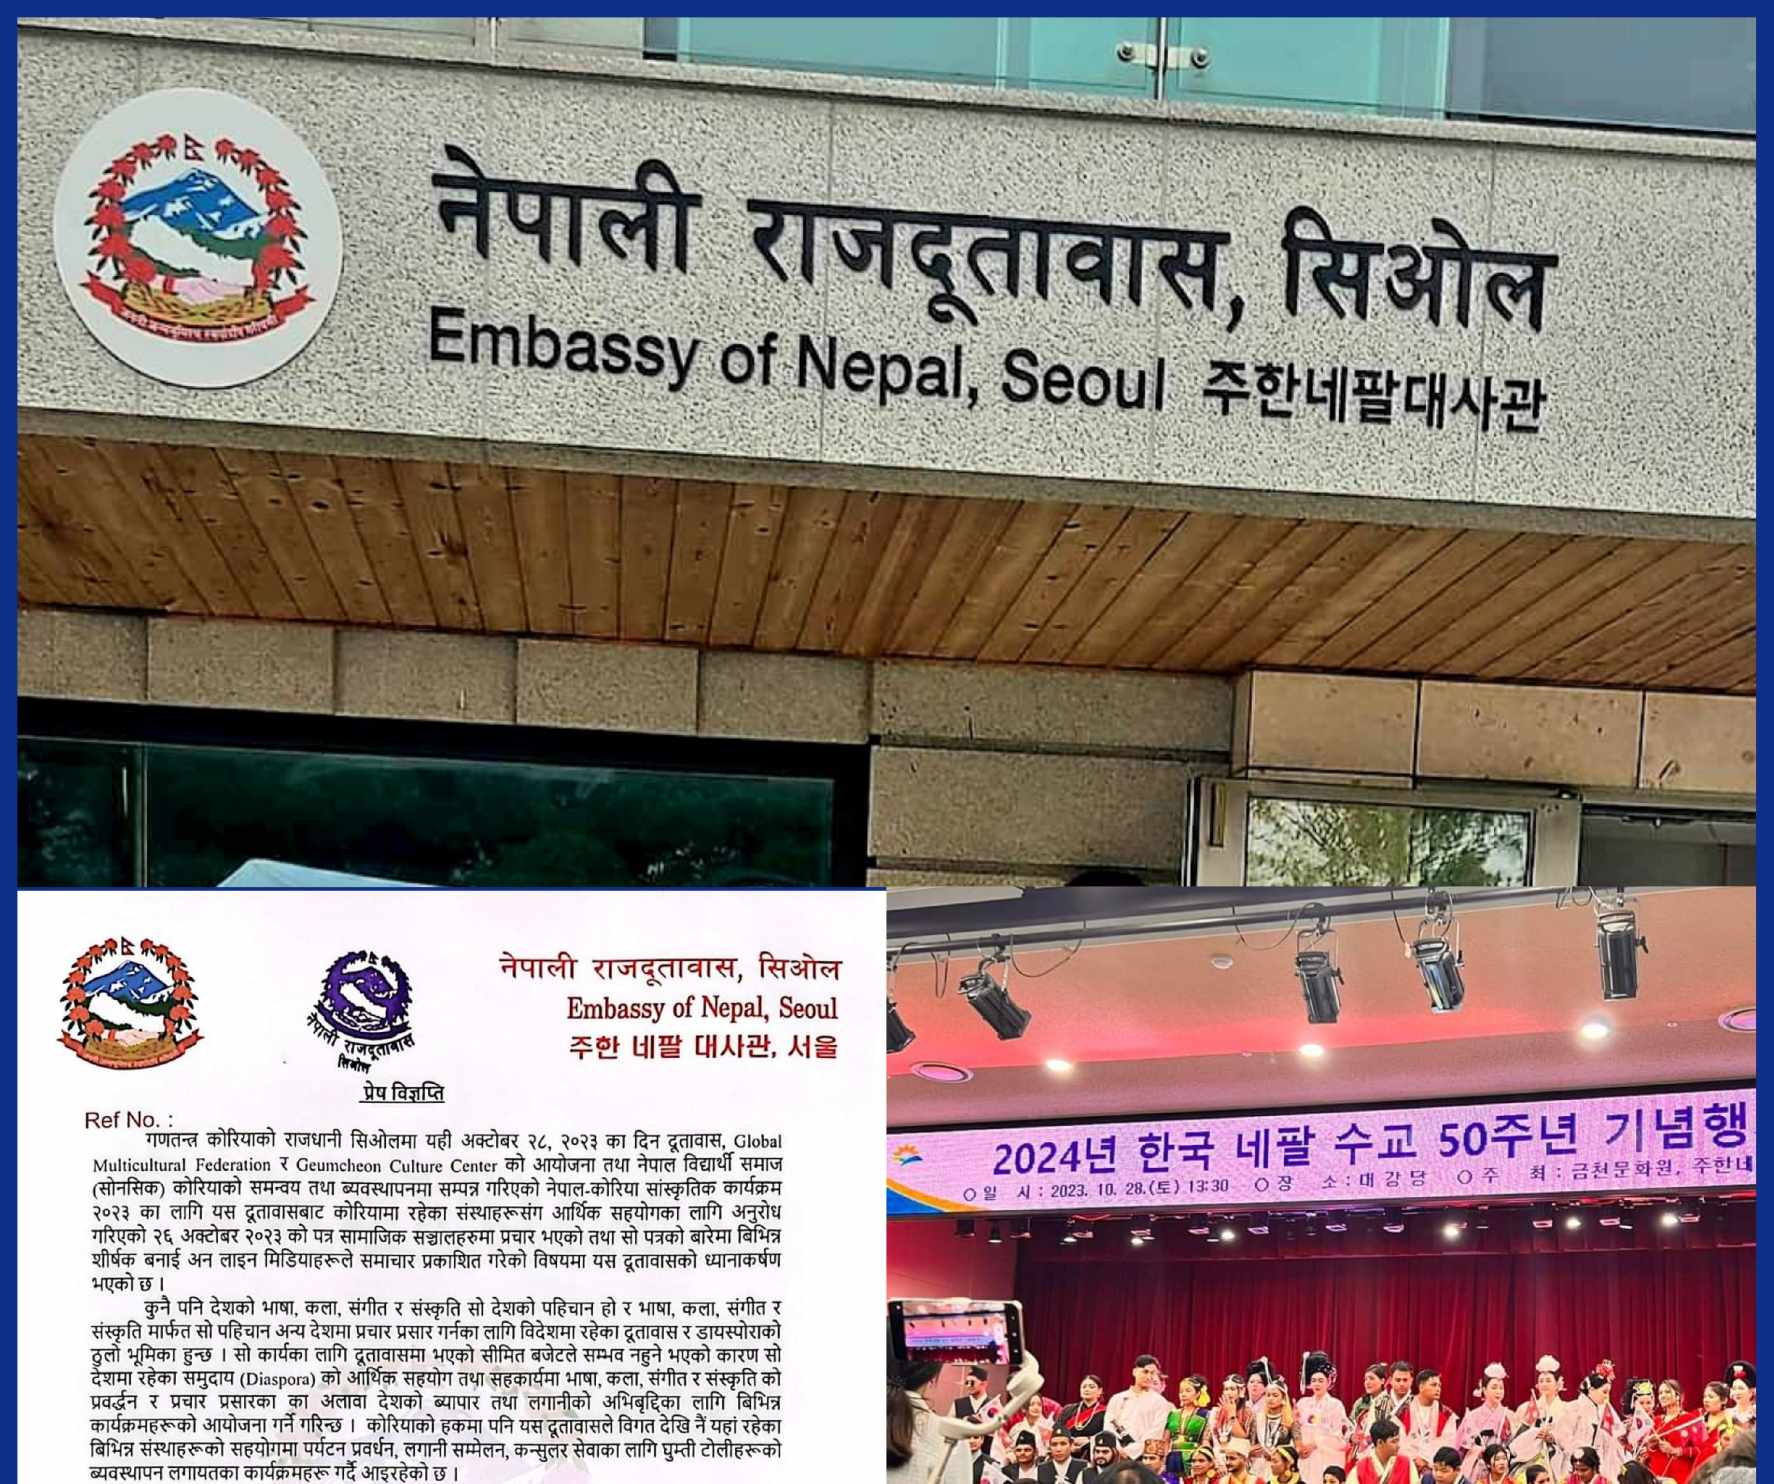 नेपाली राजदूतावास, सिओल
Embassy of Nepal, Seoul 주한네팔대사관
नेपाली राजदूतावास
सिओल
नेपाली राजदूतावास, सिओल
Embassy of Nepal, Seoul
주한 네팔 대사관, 서울
प्रेष विज्ञप्ति
Ref No. :
गणतन्त्र कोरियाको राजधानी सिओलमा यही अक्टोबर २८, २०२३ का दिन दूतावास, Global
Multicultural Federation र Geumcheon Culture Center को आयोजना तथा नेपाल विद्यार्थी समाज
(सोनसिक) कोरियाको समन्वय तथा ब्यवस्थापनमा सम्पन्न गरिएको नेपाल-कोरिया सांस्कृतिक कार्यक्रम
२०२३ का लागि यस दूतावासबाट कोरियामा रहेका संस्थाहरूसंग आर्थिक सहयोगका लागि अनुरोध
गरिएको २६ अक्टोबर २०२३ को पत्र सामाजिक सञ्जालहरुमा प्रचार भएको तथा सो पत्रको बारेमा बिभिन्न
शीर्षक बनाई अन लाइन मिडियाहरूले समाचार प्रकाशित गरेको विषयमा यस दूतावासको ध्यानाकर्षण
भएको छ ।
कुनै पनि देशको भाषा, कला, संगीत र संस्कृति सो देशको पहिचान हो र भाषा, कला, संगीत र
संस्कृति मार्फत सो पहिचान अन्य देशमा प्रचार प्रसार गर्नका लागि विदेशमा रहेका दूतावास र डायस्पोराको
ठुलो भूमिका हुन्छ । सो कार्यका लागि दूतावासमा भएको सीमित बजेटले सम्भव नहुने भएको कारण सो
देशमा रहेका समुदाय (Diaspora) को आर्थिक सहयोग तथा सहकार्यमा भाषा, कला, संगीत र संस्कृति को
प्रवर्द्धन र प्रचार प्रसारका का अलावा देशको ब्यापार तथा लगानीको अभिबृद्दिका लागि बिभिन्न
कार्यक्रमहरूको आयोजना गर्ने गरिन्छ । कोरियाको हकमा पनि यस दूतावासले विगत देखि नैं यहां रहेका
बिभिन्न संस्थाहरूको सहयोगमा पर्यटन प्रवर्धन, लगानी सम्मेलन, कन्सुलर सेवाका लागि घुम्ती टोलीहरूको
ब्यवस्थापन लगायतका कार्यक्रमहरू गर्दै आइरहेको छ ।
2024년 한국 네팔 수교 50주년 기념행
○일 시 : 2023. 10. 28.(토) 13:30 ○장 소 : 대강당 ○주 최 : 금천문화원, 주한네